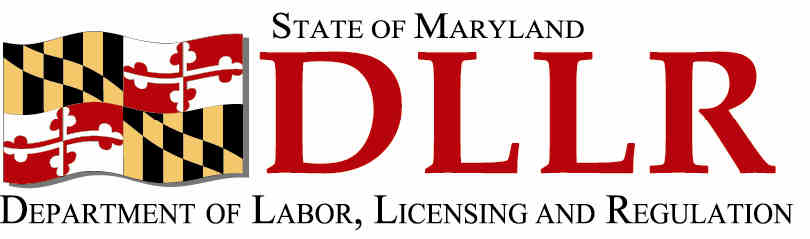 STATE OF MARYLAND
DLLR
DEPARTMENT OF LABOR, LICENSING AND REGULATION